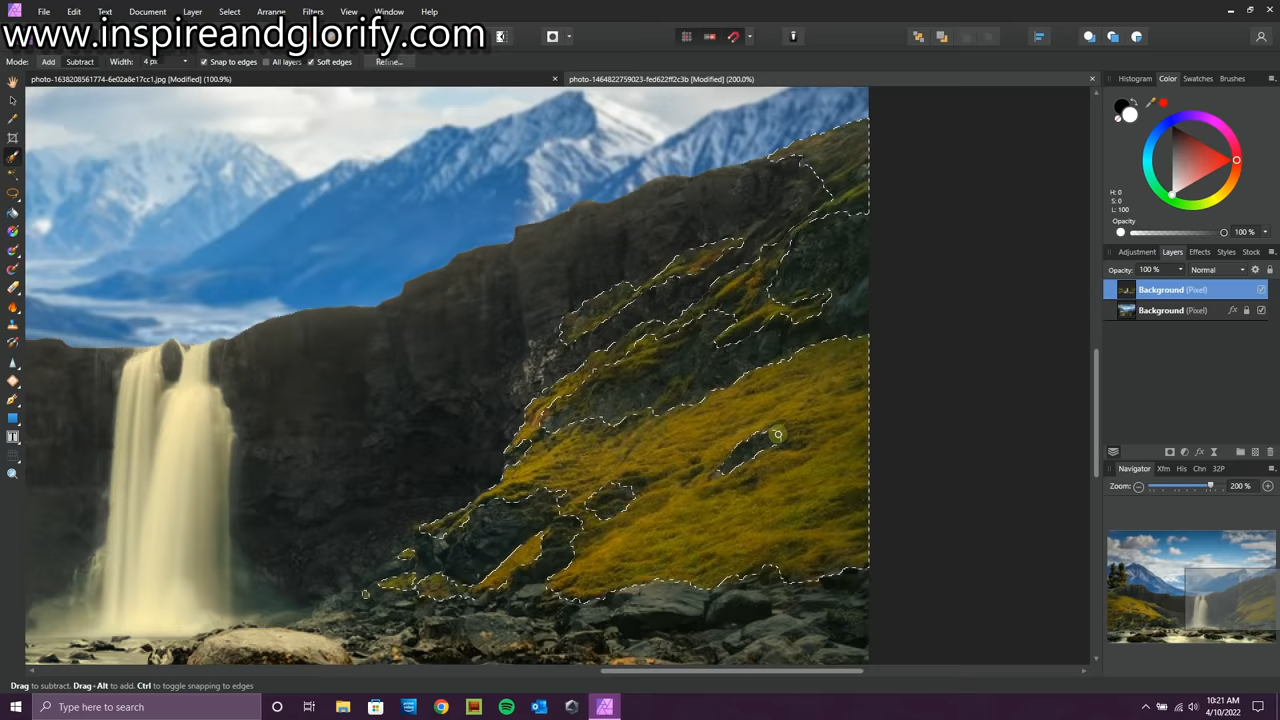 File Edit Text Document Layer Select Arrange Filters View Window Help
www.inspireandglorify.com
Mode: Add Subtract Width: 4 px Snap to edges All layers Soft edges Refine...
photo-1638208561774-6e02a8e17cc1.jpg [Modified] (100.9%)
photo-1464822759023-fed622ff2c3b [Modified] (200.0%)
Histogram Color Swatches Brushes
H: 0
S: 0
L: 100
Opacity
100 %
Adjustment Layers Effects Styles Stock
Opacity: 100 % Normal
Background (Pixel)
Background (Pixel) fx
Navigator Xfm His Chn 32P
Zoom: 200 %
Drag to subtract. Drag+Alt to add. Ctrl to toggle snapping to edges
Type here to search
10:21 AM
4/10/2022